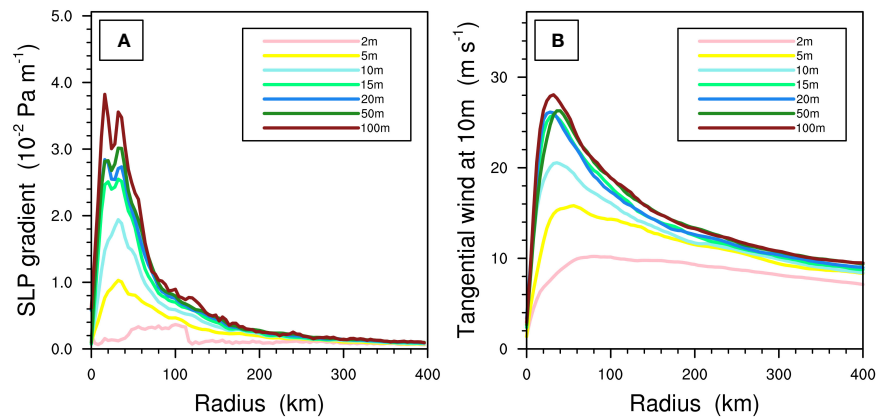 A
2m
5m
10m
15m
20m
50m
100m
SLP gradient (10⁻² Pa m⁻¹)
5.0
4.0
3.0
2.0
1.0
0.0
0 100 200 300 400
Radius (km)
B
2m
5m
10m
15m
20m
50m
100m
Tangential wind at 10m (m s⁻¹)
30
20
10
0
0 100 200 300 400
Radius (km)